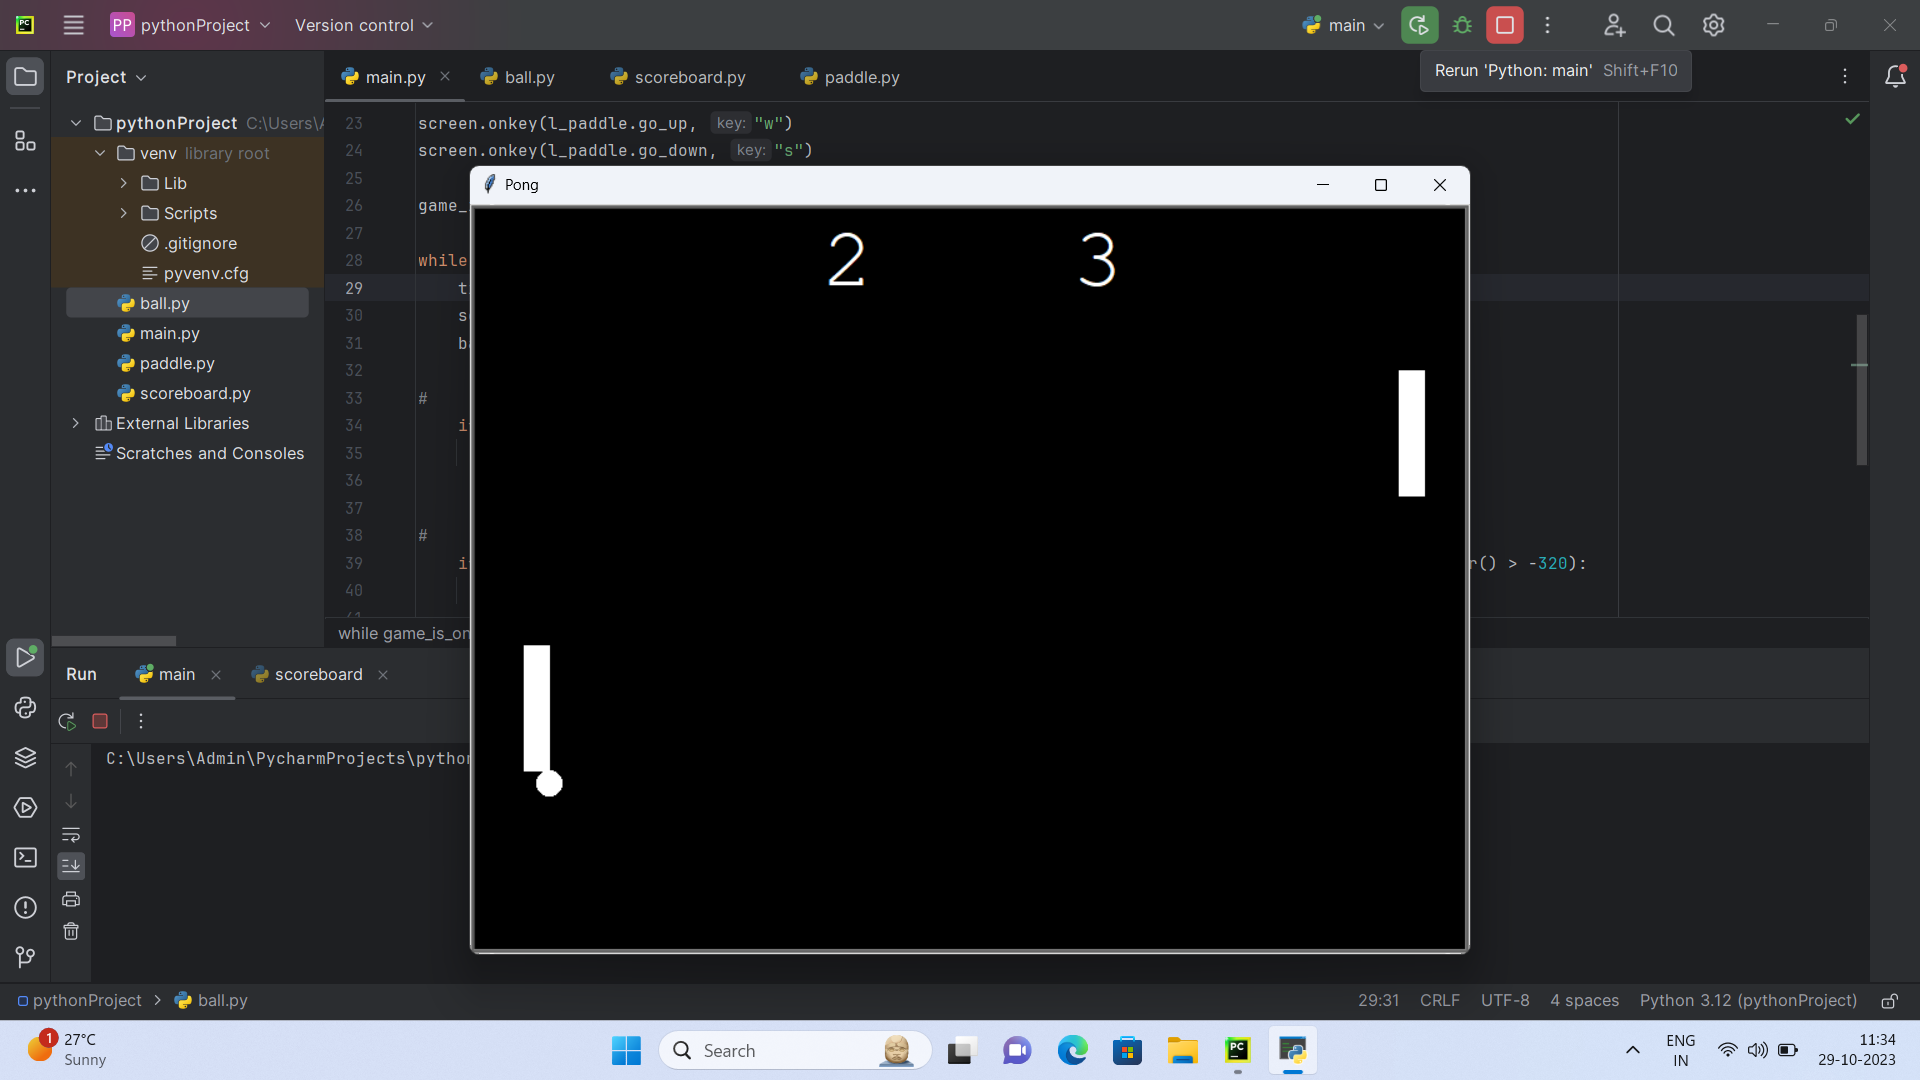 PP pythonProject Version control main
Rerun 'Python: main' Shift+F10
Project
main.py ball.py scoreboard.py paddle.py
pythonProject C:\Users\
venv library root
Lib
Scripts
.gitignore
pyvenv.cfg
ball.py
main.py
paddle.py
scoreboard.py
External Libraries
Scratches and Consoles
23 screen.onkey(l_paddle.go_up, key: "w")
24 screen.onkey(l_paddle.go_down, key: "s")
25
26 game_
27
28 while
29 t
30 s
31 b
32
33 #
34 i
35
36
37
38 #
39 i r() > -320):
40
41
while game_is_on
Pong
2 3
Run main scoreboard
C:\Users\Admin\PycharmProjects\python
pythonProject > ball.py
29:31 CRLF UTF-8 4 spaces Python 3.12 (pythonProject)
1 27°C
Sunny
Search
PC
ENG
IN
11:34
29-10-2023